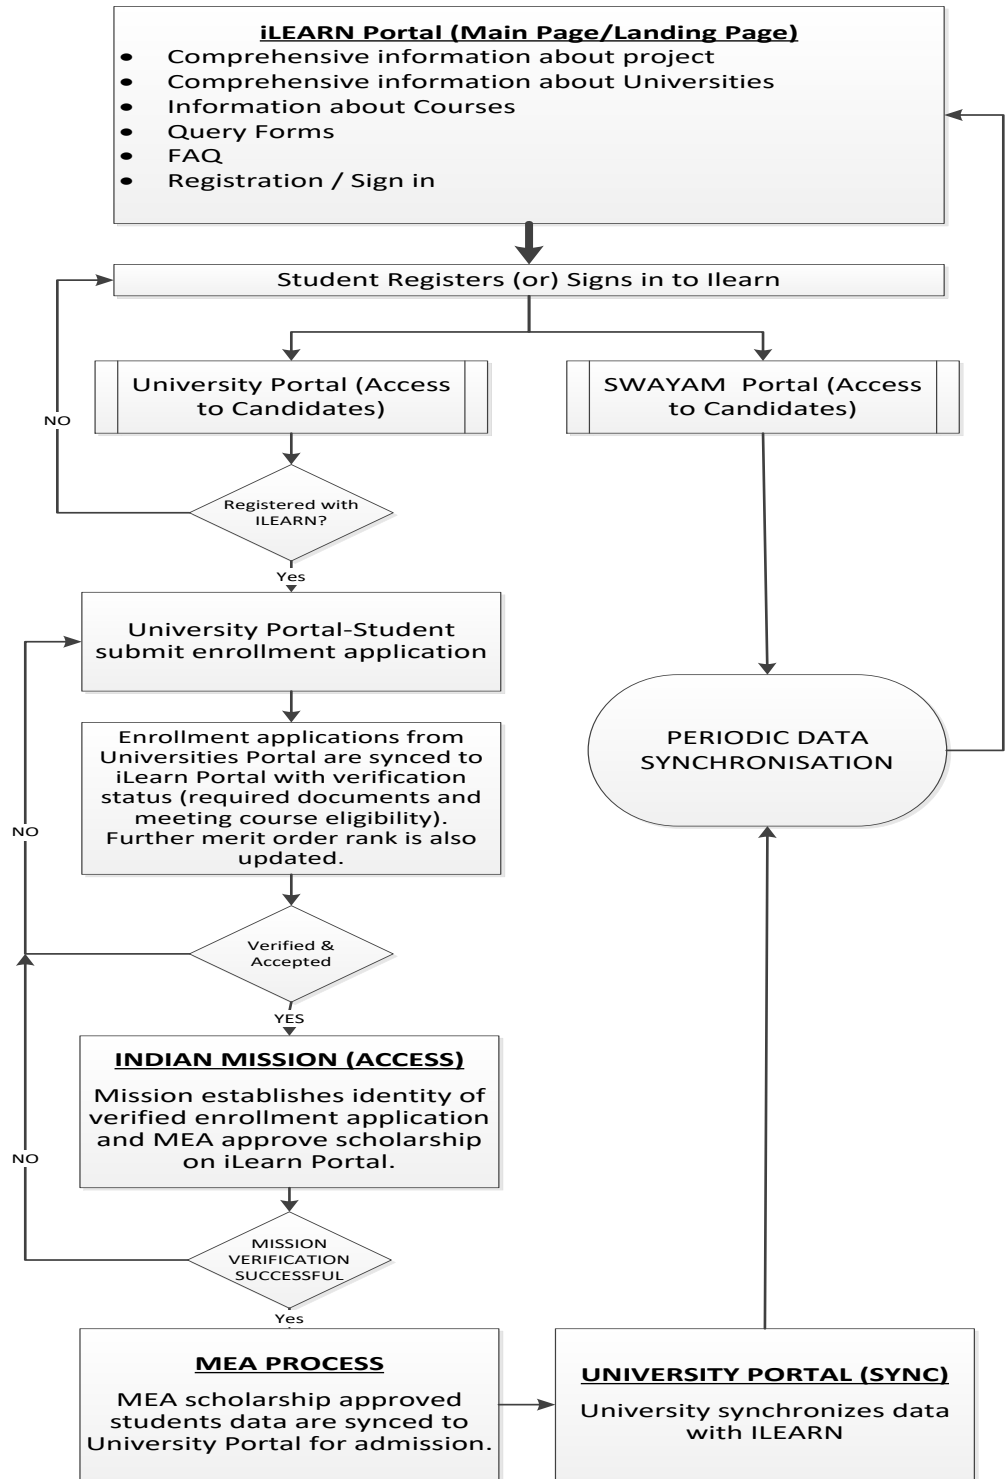 iLEARN Portal (Main Page/Landing Page)
• Comprehensive information about project
• Comprehensive information about Universities
• Information about Courses
• Query Forms
• FAQ
• Registration / Sign in
Student Registers (or) Signs in to Ilearn
University Portal (Access
to Candidates)
SWAYAM Portal (Access
to Candidates)
NO
Registered with
ILEARN?
Yes
University Portal-Student
submit enrollment application
Enrollment applications from
Universities Portal are synced to
iLearn Portal with verification
status (required documents and
meeting course eligibility).
Further merit order rank is also
updated.
PERIODIC DATA
SYNCHRONISATION
NO
Verified &
Accepted
YES
INDIAN MISSION (ACCESS)
Mission establishes identity of
verified enrollment application
and MEA approve scholarship
on iLearn Portal.
NO
MISSION
VERIFICATION
SUCCESSFUL
Yes
MEA PROCESS
MEA scholarship approved
students data are synced to
University Portal for admission.
UNIVERSITY PORTAL (SYNC)
University synchronizes data
with ILEARN